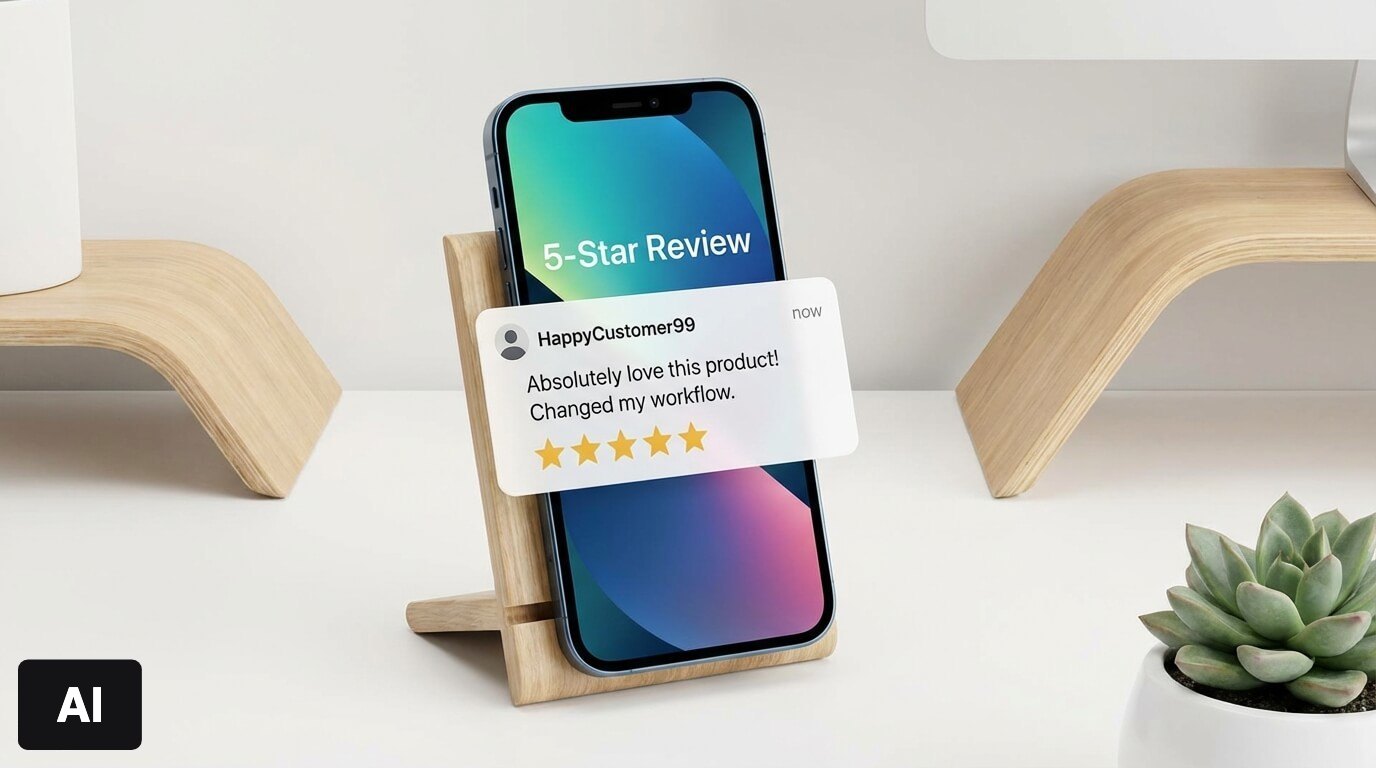 5-Star Review
HappyCustomer99
now
Absolutely love this product!
Changed my workflow.
AI